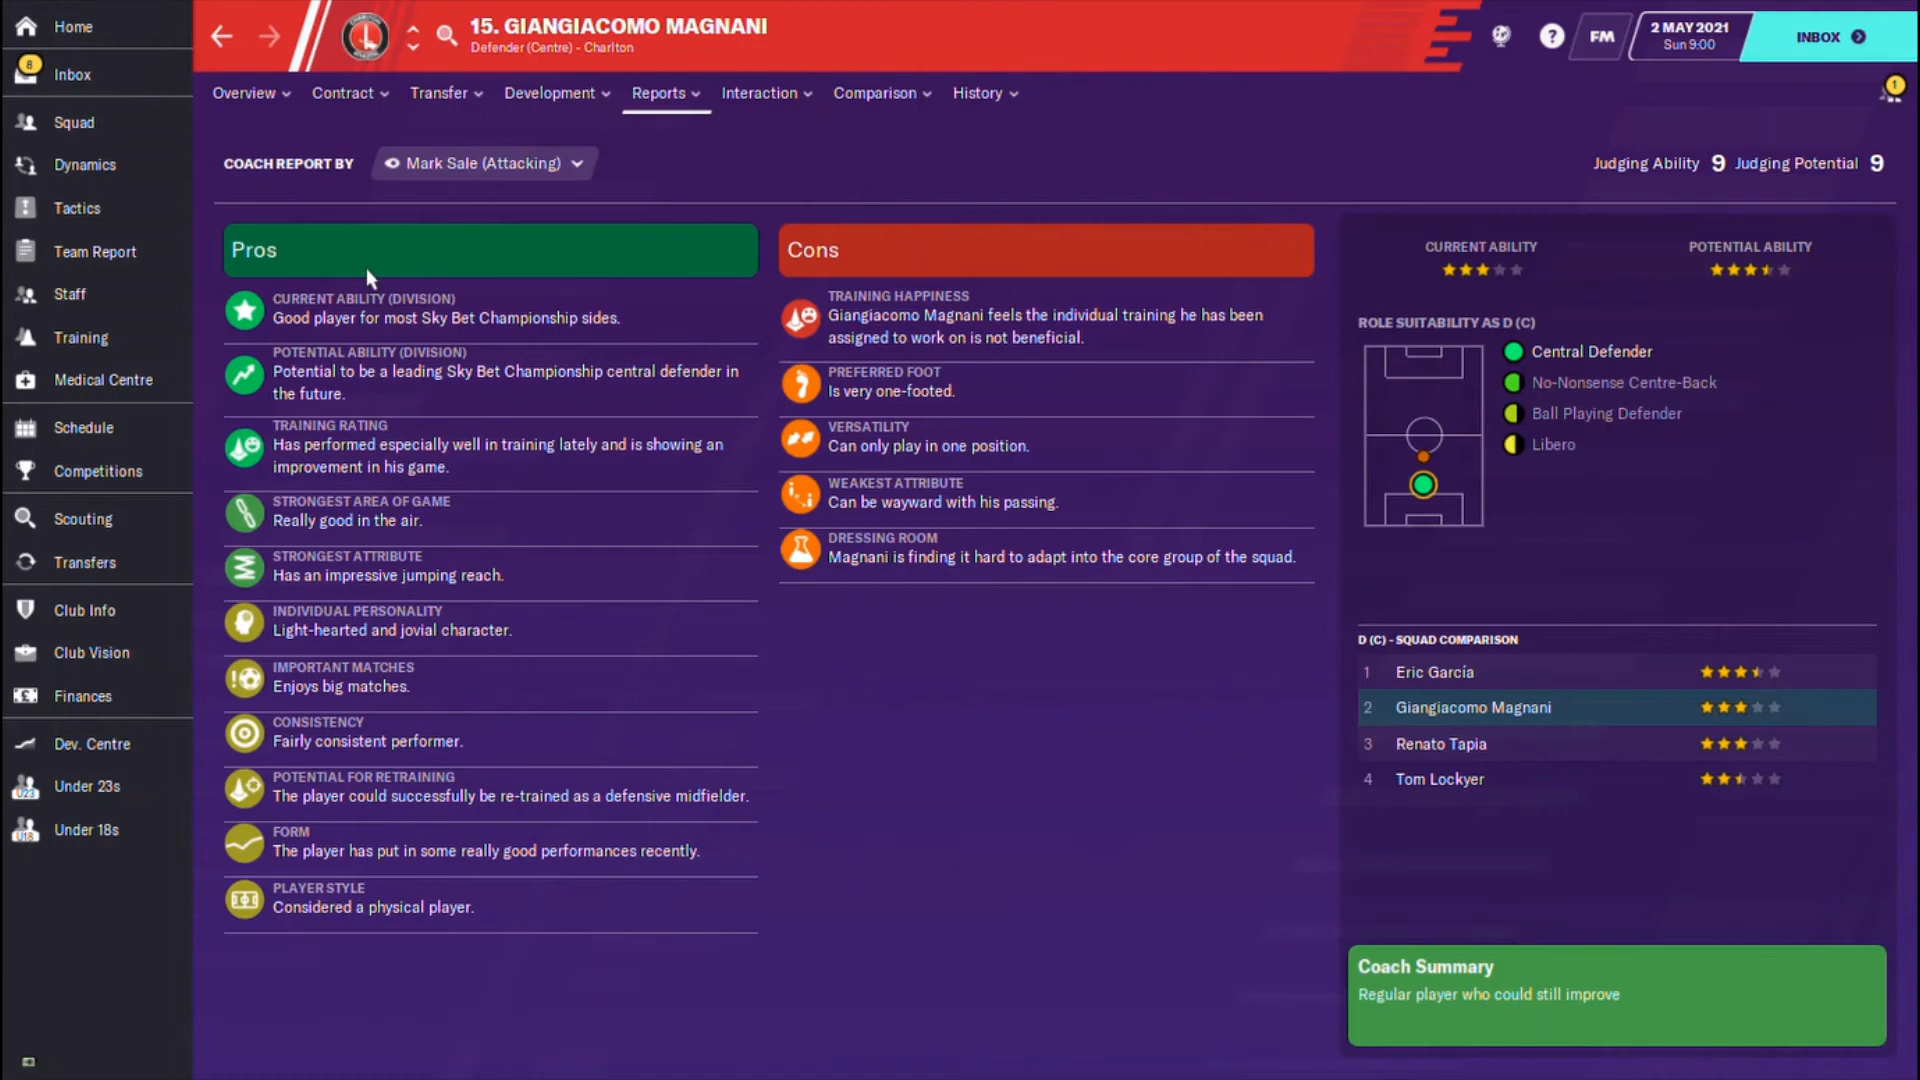 Home
8
Inbox
Squad
Dynamics
Tactics
Team Report
Staff
Training
Medical Centre
Schedule
Competitions
Scouting
Transfers
Club Info
Club Vision
Finances
Dev. Centre
U23
Under 23s
U18
Under 18s
15. GIANGIACOMO MAGNANI
Defender (Centre) - Charlton
?
FM
2 MAY 2021
Sun 9:00
INBOX
Overview
Contract
Transfer
Development
Reports
Interaction
Comparison
History
1
COACH REPORT BY
Mark Sale (Attacking)
Judging Ability 9 Judging Potential 9
Pros
CURRENT ABILITY (DIVISION)
Good player for most Sky Bet Championship sides.
POTENTIAL ABILITY (DIVISION)
Potential to be a leading Sky Bet Championship central defender in
the future.
TRAINING RATING
Has performed especially well in training lately and is showing an
improvement in his game.
STRONGEST AREA OF GAME
Really good in the air.
STRONGEST ATTRIBUTE
Has an impressive jumping reach.
INDIVIDUAL PERSONALITY
Light-hearted and jovial character.
IMPORTANT MATCHES
Enjoys big matches.
CONSISTENCY
Fairly consistent performer.
POTENTIAL FOR RETRAINING
The player could successfully be re-trained as a defensive midfielder.
FORM
The player has put in some really good performances recently.
PLAYER STYLE
Considered a physical player.
Cons
TRAINING HAPPINESS
Giangiacomo Magnani feels the individual training he has been
assigned to work on is not beneficial.
PREFERRED FOOT
Is very one-footed.
VERSATILITY
Can only play in one position.
WEAKEST ATTRIBUTE
Can be wayward with his passing.
DRESSING ROOM
Magnani is finding it hard to adapt into the core group of the squad.
CURRENT ABILITY
POTENTIAL ABILITY
ROLE SUITABILITY AS D (C)
Central Defender
No-Nonsense Centre-Back
Ball Playing Defender
Libero
D (C) - SQUAD COMPARISON
1 Eric García
2 Giangiacomo Magnani
3 Renato Tapia
4 Tom Lockyer
Coach Summary
Regular player who could still improve